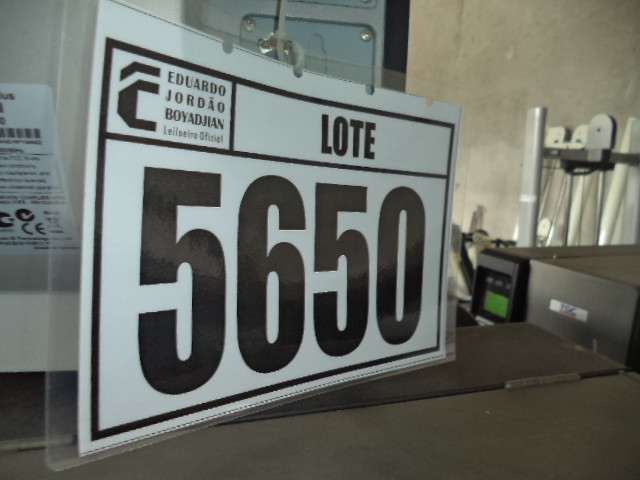 EDUARDO
JORDÃO
BOYADJIAN
Leiloeiro Oficial
LOTE
5650